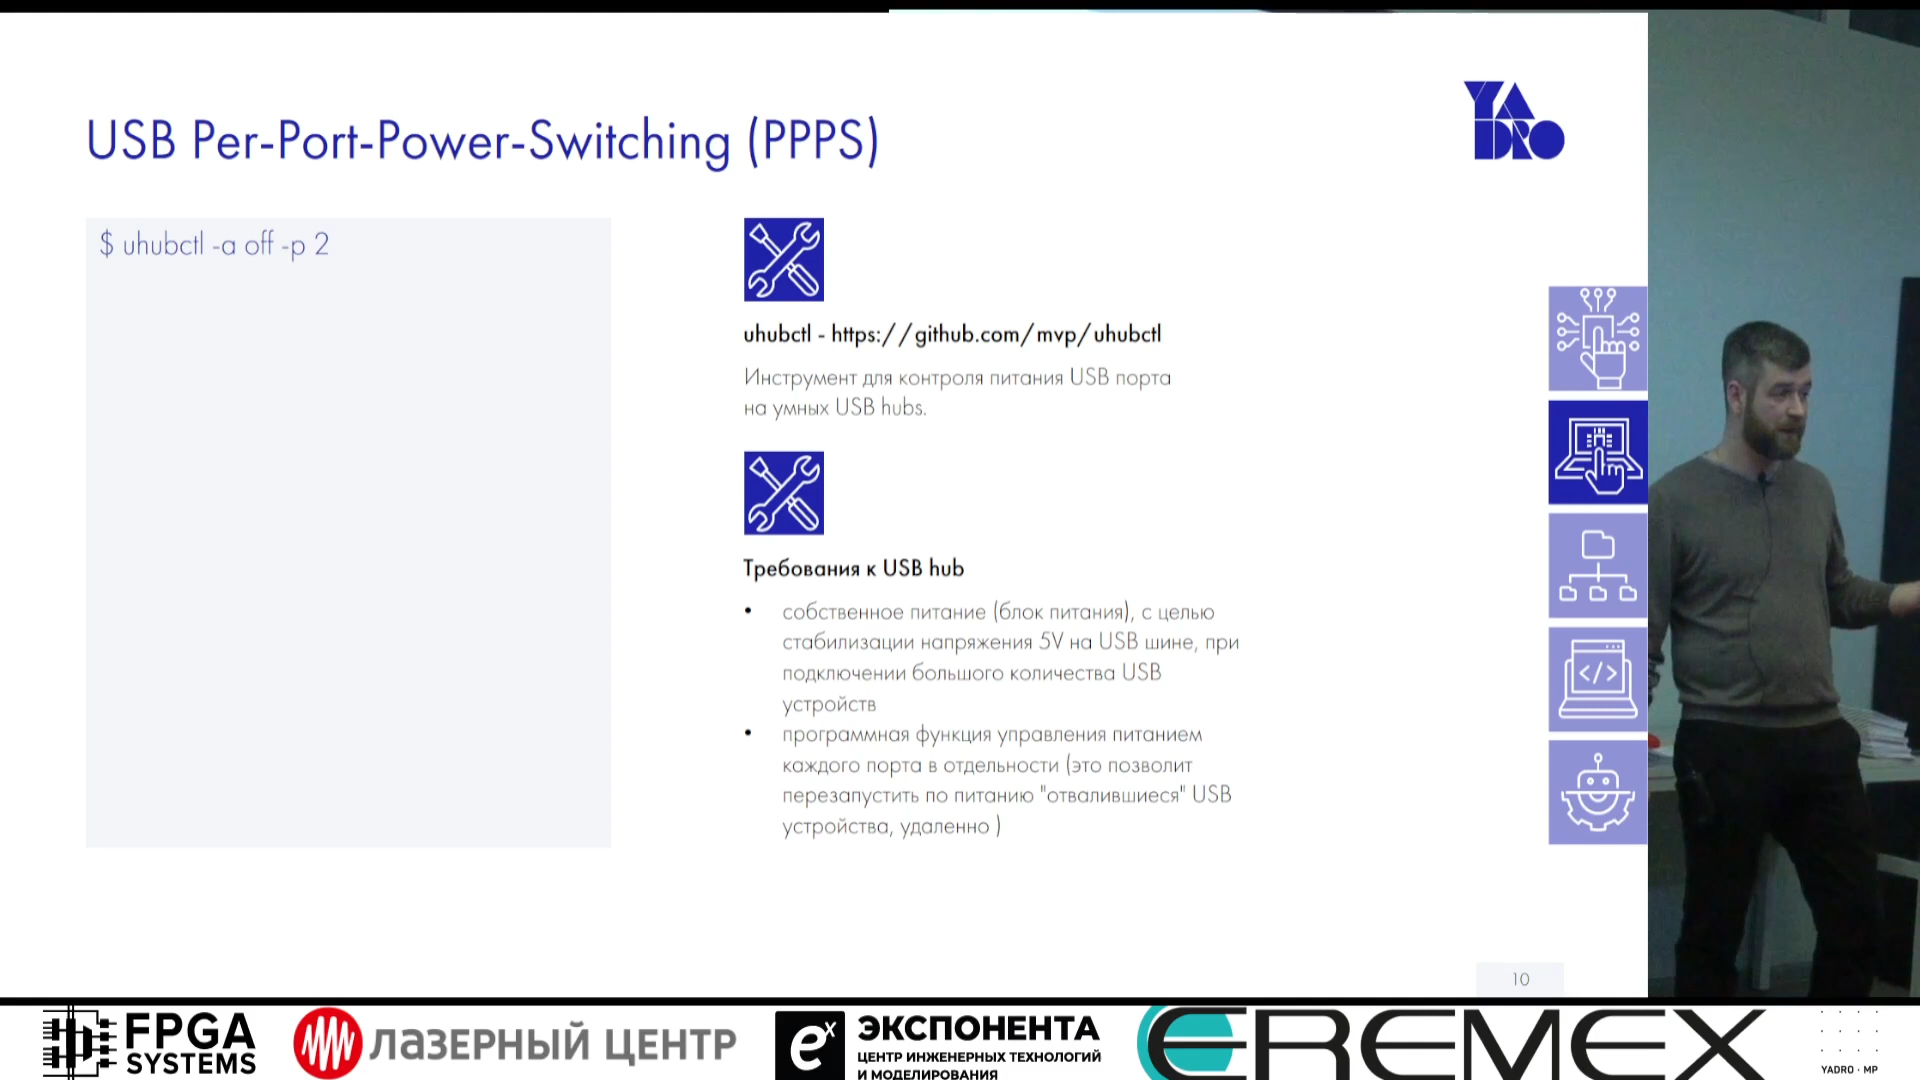 YADRO
USB Per-Port-Power-Switching (PPPS)
$ uhubctl -a off -p 2
uhubctl - https://github.com/mvp/uhubctl
Инструмент для контроля питания USB порта
на умных USB hubs.
Требования к USB hub
• собственное питание (блок питания), с целью
стабилизации напряжения 5V на USB шине, при
подключении большого количества USB
устройств
• программная функция управления питанием
каждого порта в отдельности (это позволит
перезапустить по питанию "отвалившиеся" USB
устройства, удаленно )
10
FPGA
SYSTEMS
ЛАЗЕРНЫЙ ЦЕНТР
ex
ЭКСПОНЕНТА
ЦЕНТР ИНЖЕНЕРНЫХ ТЕХНОЛОГИЙ
И МОДЕЛИРОВАНИЯ
EREMEX
YADRO · MP